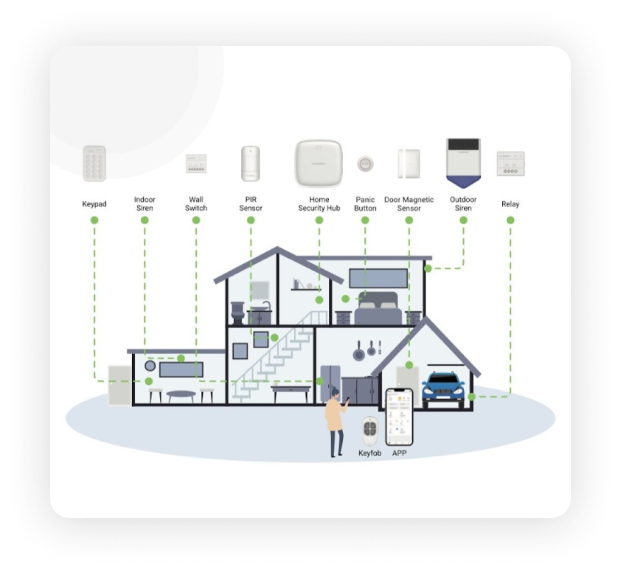 Keypad
Indoor
Siren
Wall
Switch
PIR
Sensor
Home
Security Hub
Panic
Button
Door Magnetic
Sensor
Outdoor
Siren
Relay
Keyfob
APP